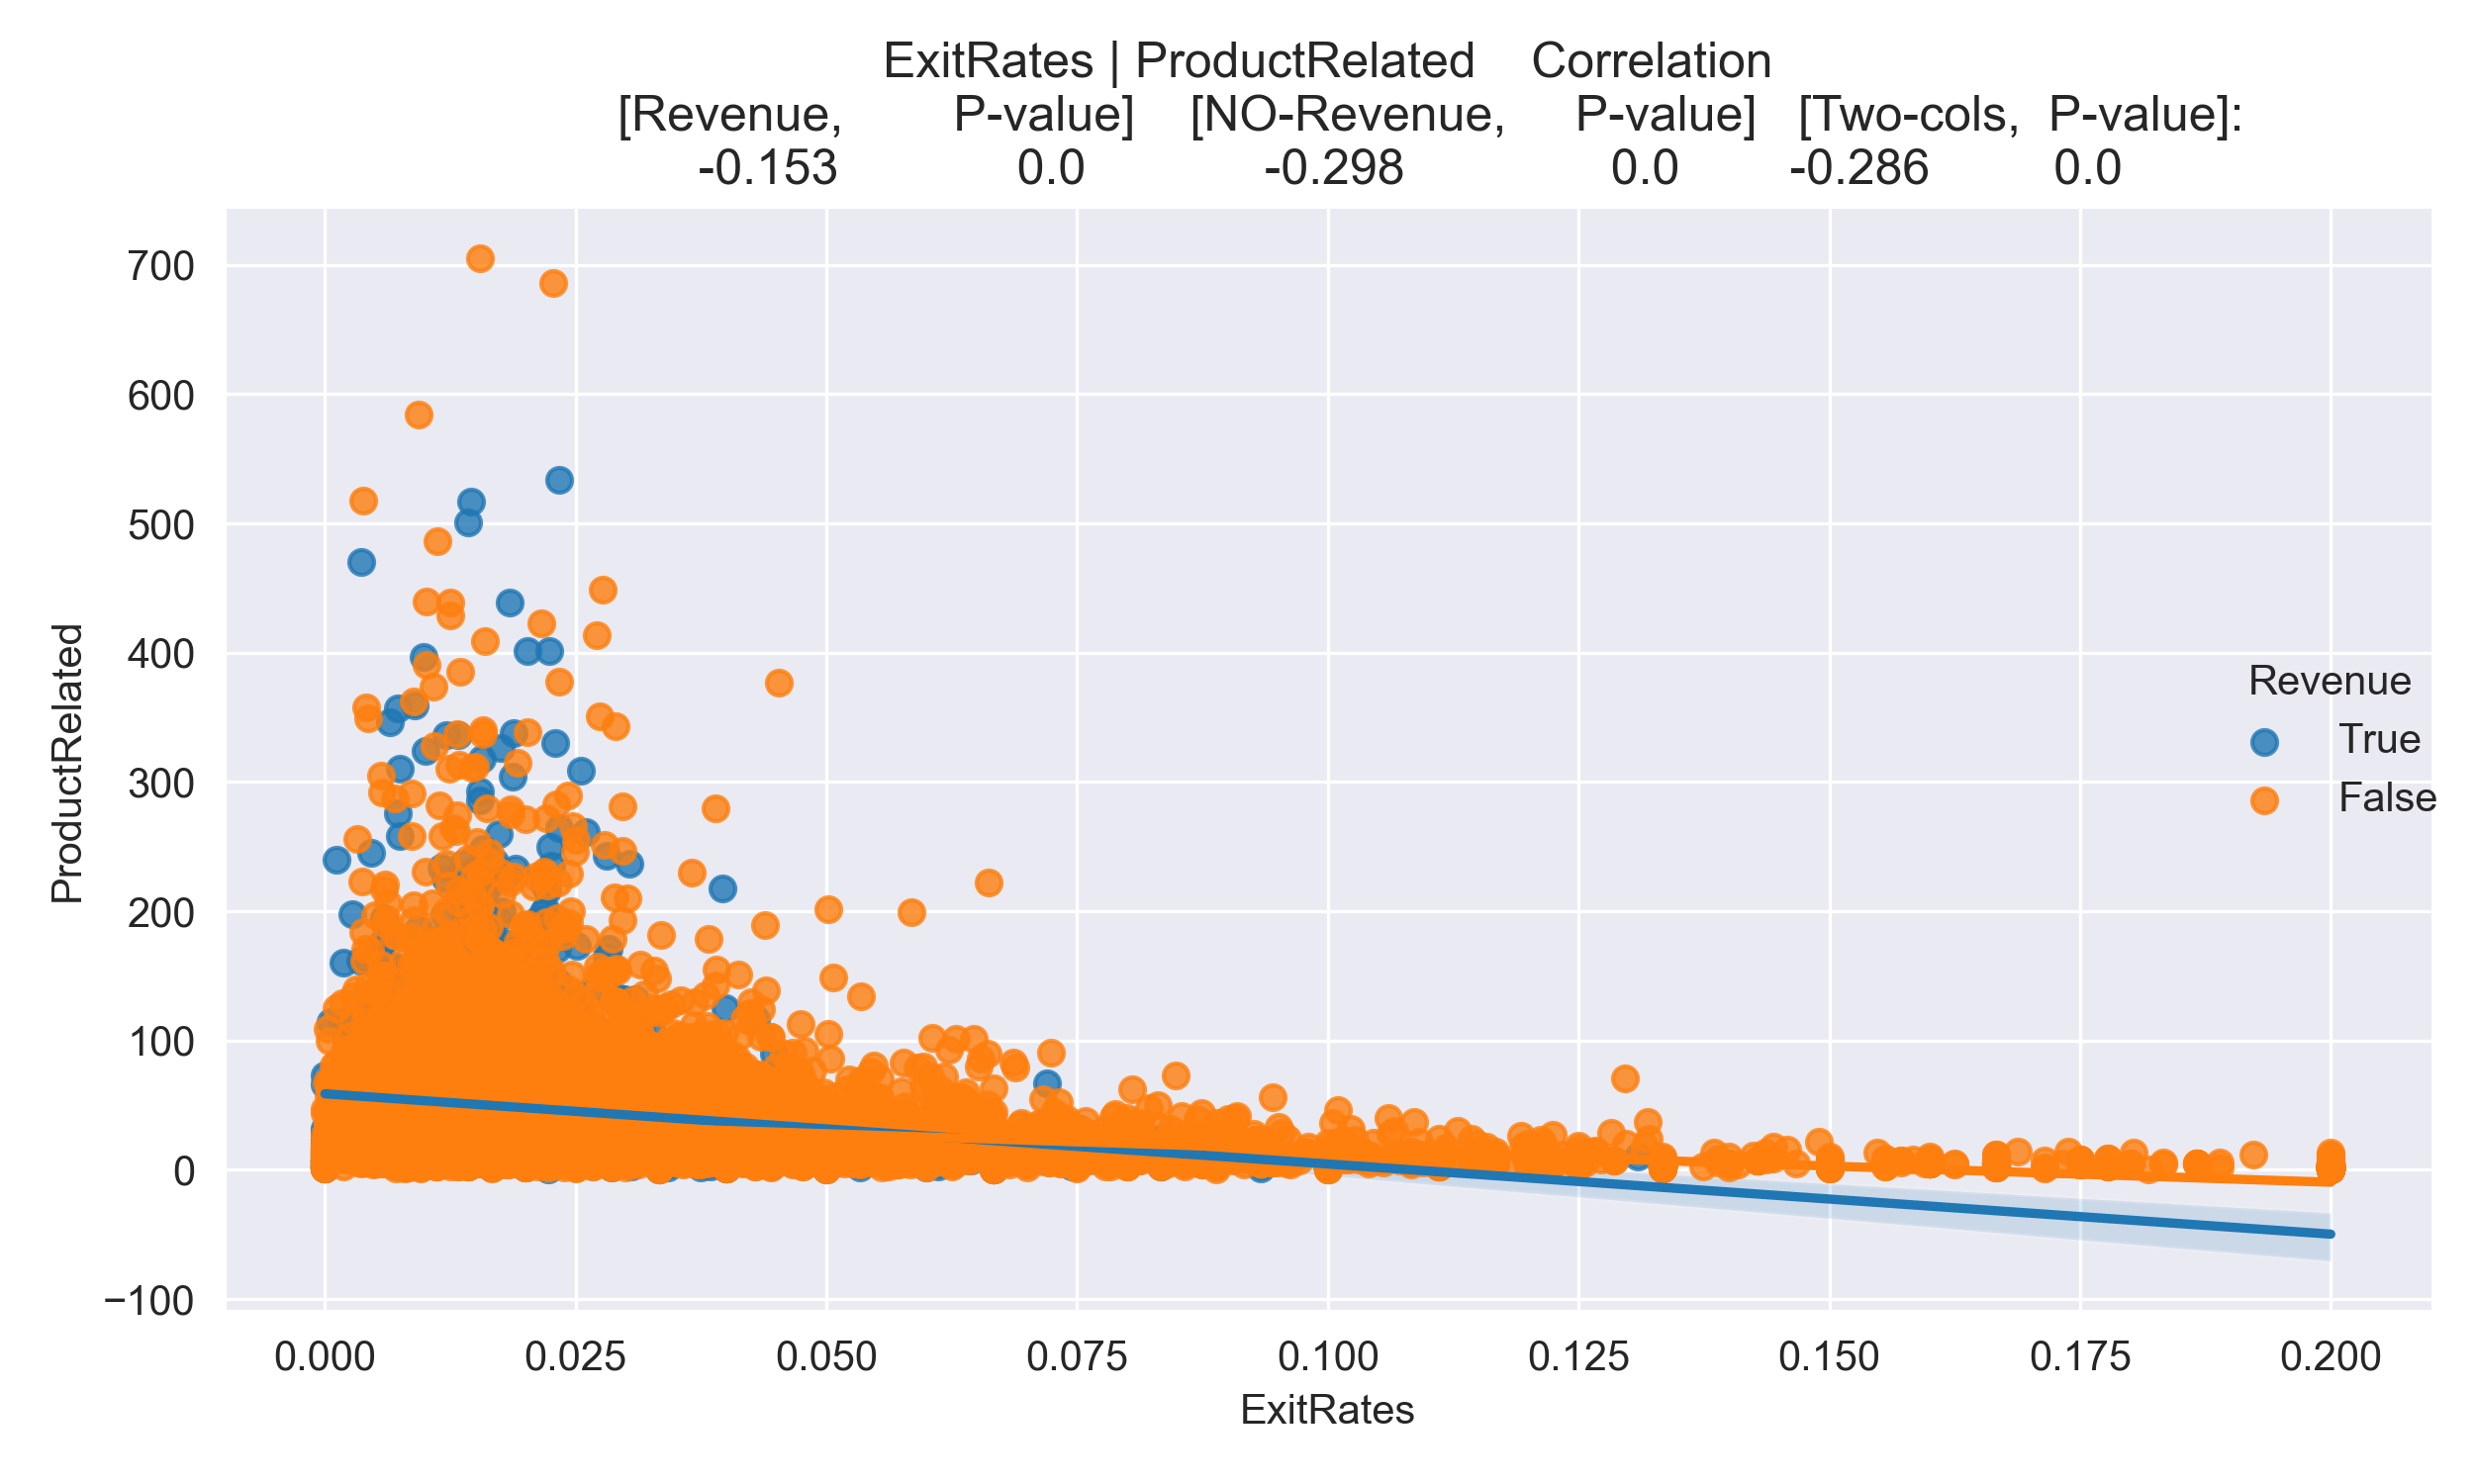 ExitRates | ProductRelated    Correlation
[Revenue,        P-value]    [NO-Revenue,     P-value]   [Two-cols,  P-value]:
-0.153             0.0             -0.298               0.0        -0.286         0.0
700
600
500
400
300
200
100
0
−100
ProductRelated
Revenue
True
False
0.000 0.025 0.050 0.075 0.100 0.125 0.150 0.175 0.200
ExitRates